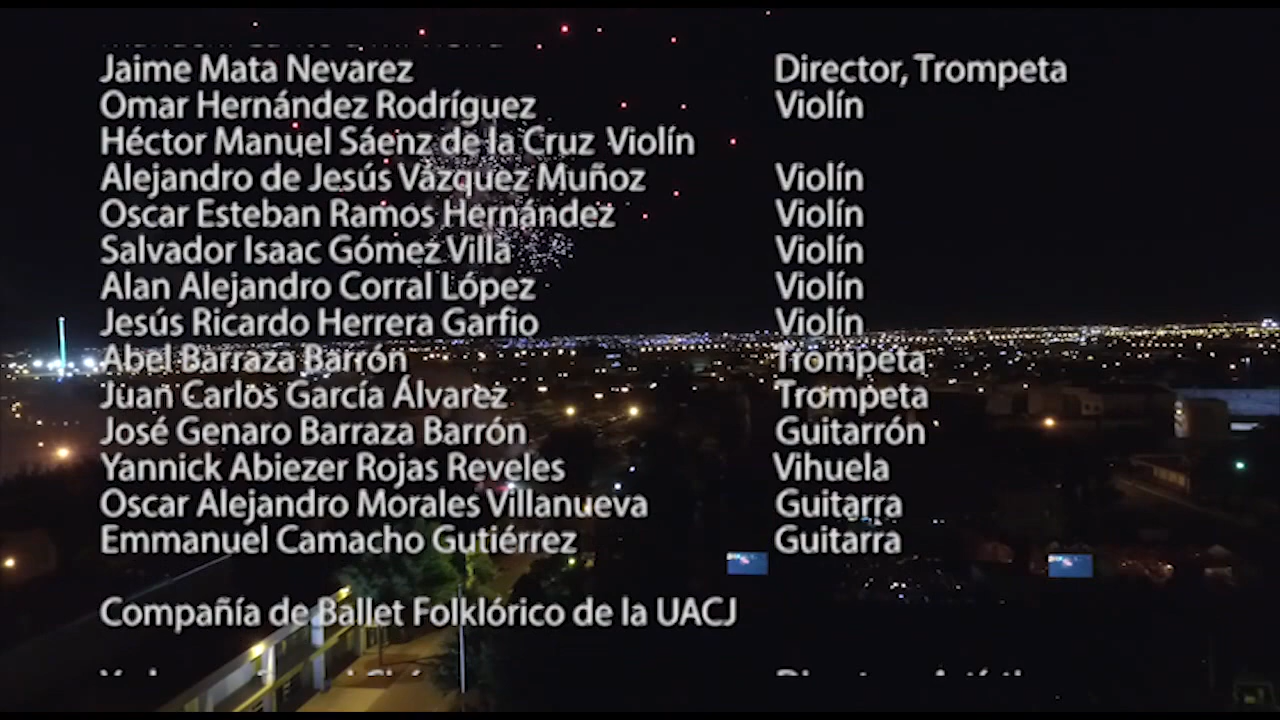 Jaime Mata Nevarez Director, Trompeta
Omar Hernández Rodríguez Violín
Héctor Manuel Sáenz de la Cruz Violín
Alejandro de Jesús Vázquez Muñoz Violín
Oscar Esteban Ramos Hernández Violín
Salvador Isaac Gómez Villa Violín
Alan Alejandro Corral López Violín
Jesús Ricardo Herrera Garfio Violín
Abel Barraza Barrón Trompeta
Juan Carlos García Álvarez Trompeta
José Genaro Barraza Barrón Guitarrón
Yannick Abiezer Rojas Reveles Vihuela
Oscar Alejandro Morales Villanueva Guitarra
Emmanuel Camacho Gutiérrez Guitarra
Compañía de Ballet Folklórico de la UACJ